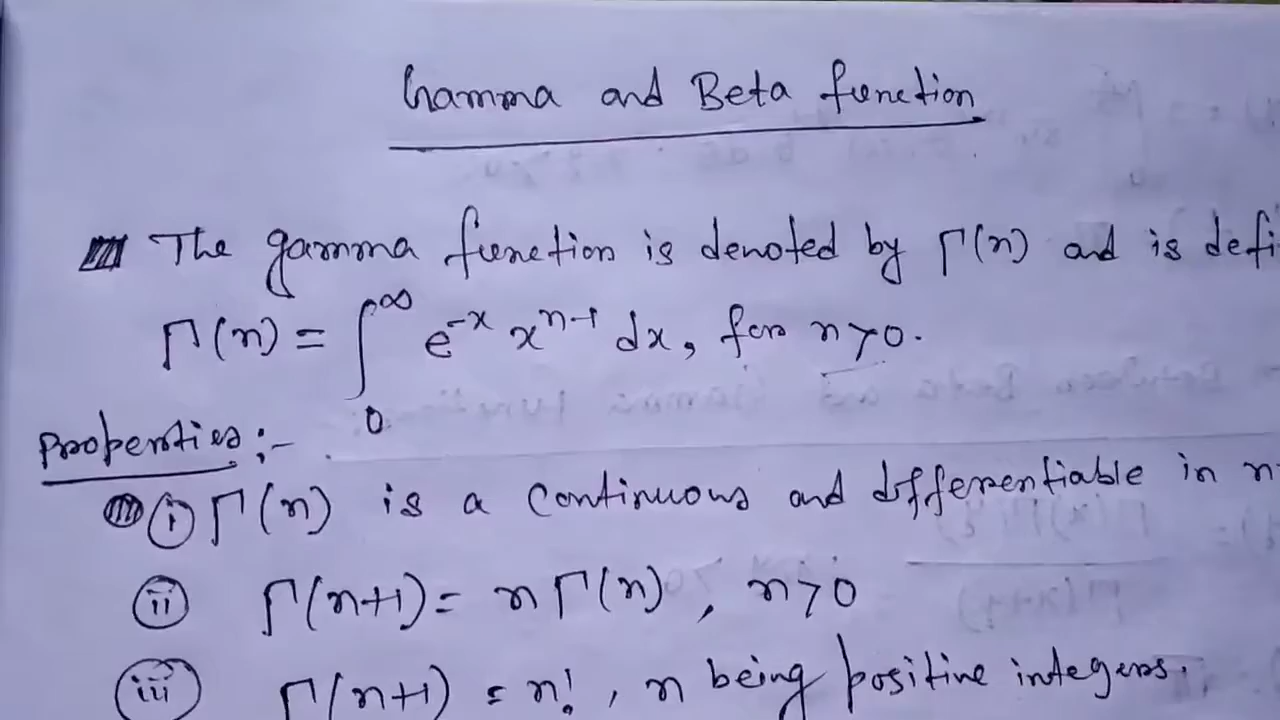 Gamma and Beta function
The gamma function is denoted by Γ(n) and is defi
Γ(n) = ∫₀^∞ e^{-x} x^{n-1} dx, for n>0.
Properties:-
(i) Γ(n) is a continuous and differentiable in n
(ii) Γ(n+1) = n Γ(n), n>0
(iii) Γ(n+1) = n!, n being positive integers.